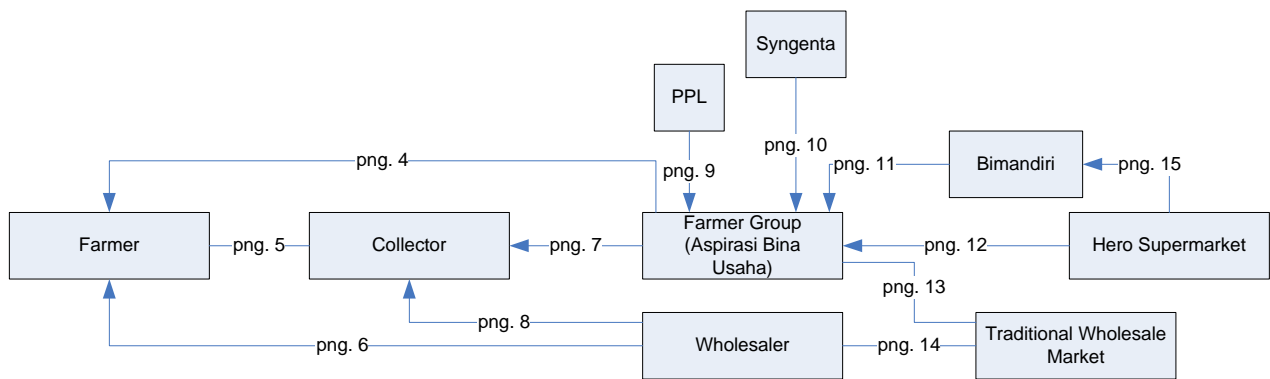 Syngenta
PPL
png. 10
png. 4
png. 9
png. 11
Bimandiri
png. 15
Farmer
png. 5
Collector
png. 7
Farmer Group
(Aspirasi Bina
Usaha)
png. 12
Hero Supermarket
png. 13
png. 8
png. 6
Wholesaler
png. 14
Traditional Wholesale
Market